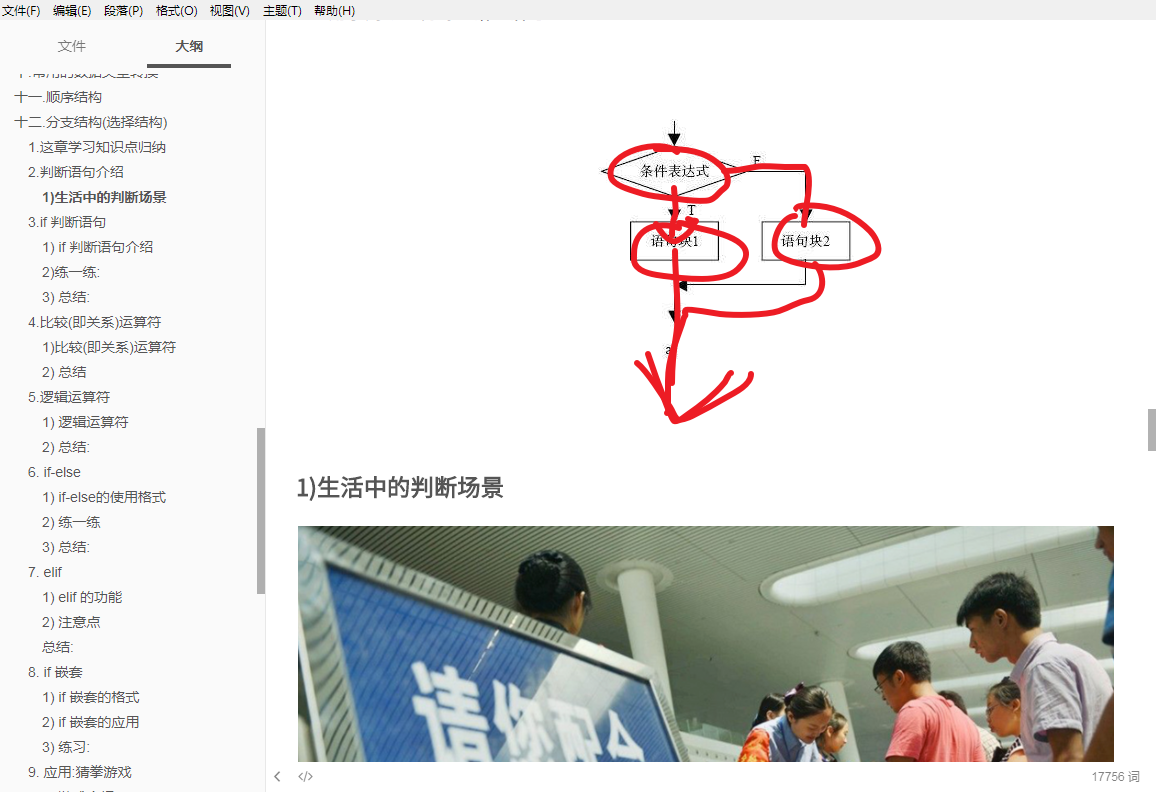 文件(F) 编辑(E) 段落(P) 格式(O) 视图(V) 主题(T) 帮助(H)
文件 大纲
十一.顺序结构
十二.分支结构(选择结构)
1.这章学习知识点归纳
2.判断语句介绍
1)生活中的判断场景
3.if 判断语句
1) if 判断语句介绍
2)练一练:
3) 总结:
4.比较(即关系)运算符
1)比较(即关系)运算符
2) 总结
5.逻辑运算符
1) 逻辑运算符
2) 总结:
6. if-else
1) if-else的使用格式
2) 练一练
3) 总结:
7. elif
1) elif 的功能
2) 注意点
总结:
8. if 嵌套
1) if 嵌套的格式
2) if 嵌套的应用
3) 练习:
9. 应用:猜拳游戏
条件表达式
F
T
语句块1
语句块2
a
1)生活中的判断场景
请你配合
</>
17756 词